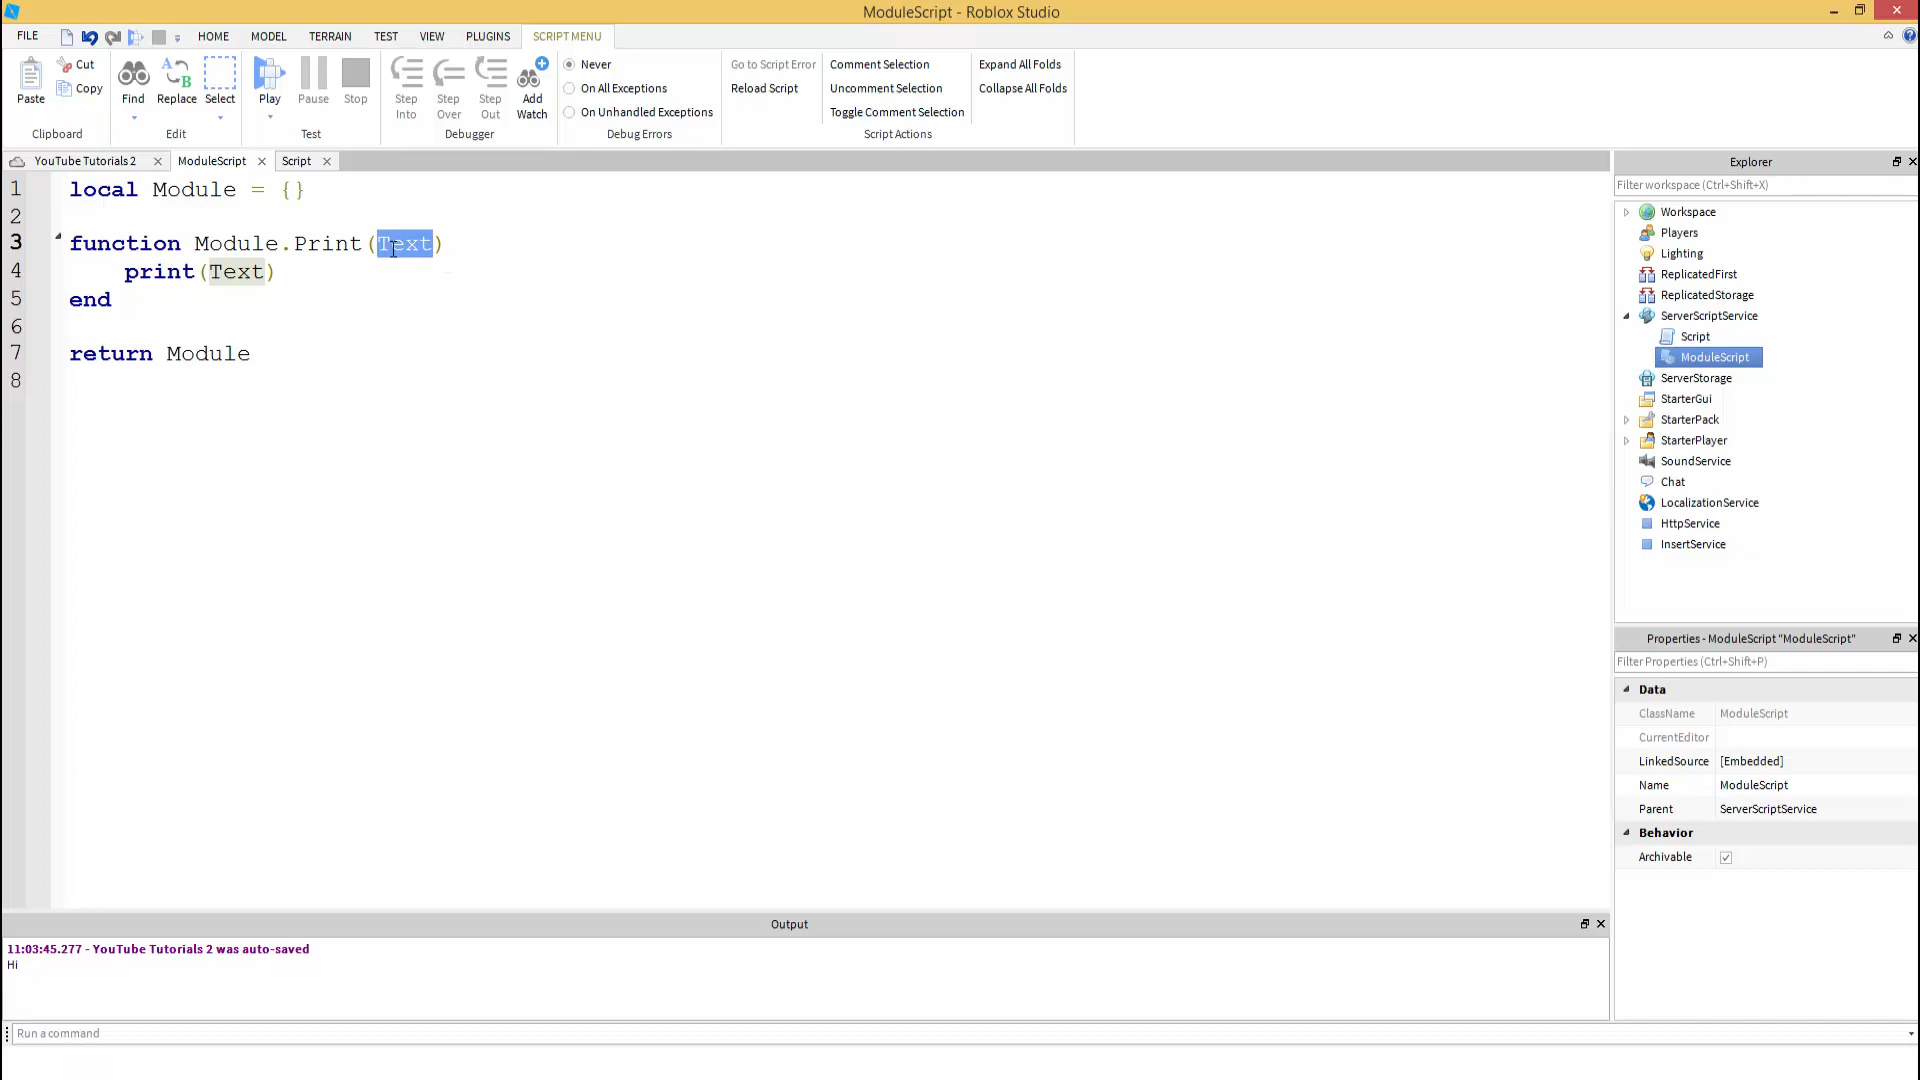 ModuleScript - Roblox Studio
FILE HOME MODEL TERRAIN TEST VIEW PLUGINS SCRIPT MENU
Paste Cut Copy
Clipboard
Find Replace Select
Edit
Play Pause Stop
Test
Step Into Step Over Step Out Add Watch
Debugger
Never
On All Exceptions
On Unhandled Exceptions
Debug Errors
Go to Script Error
Reload Script
Comment Selection
Uncomment Selection
Toggle Comment Selection
Script Actions
Expand All Folds
Collapse All Folds
YouTube Tutorials 2 ModuleScript Script
1 local Module = {}
2
3 function Module.Print(Text)
4 print(Text)
5 end
6
7 return Module
8
Explorer
Filter workspace (Ctrl+Shift+X)
Workspace
Players
Lighting
ReplicatedFirst
ReplicatedStorage
ServerScriptService
Script
ModuleScript
ServerStorage
StarterGui
StarterPack
StarterPlayer
SoundService
Chat
LocalizationService
HttpService
InsertService
Properties - ModuleScript "ModuleScript"
Filter Properties (Ctrl+Shift+P)
Data
ClassName ModuleScript
CurrentEditor
LinkedSource [Embedded]
Name ModuleScript
Parent ServerScriptService
Behavior
Archivable
Output
11:03:45.277 - YouTube Tutorials 2 was auto-saved
Hi
Run a command